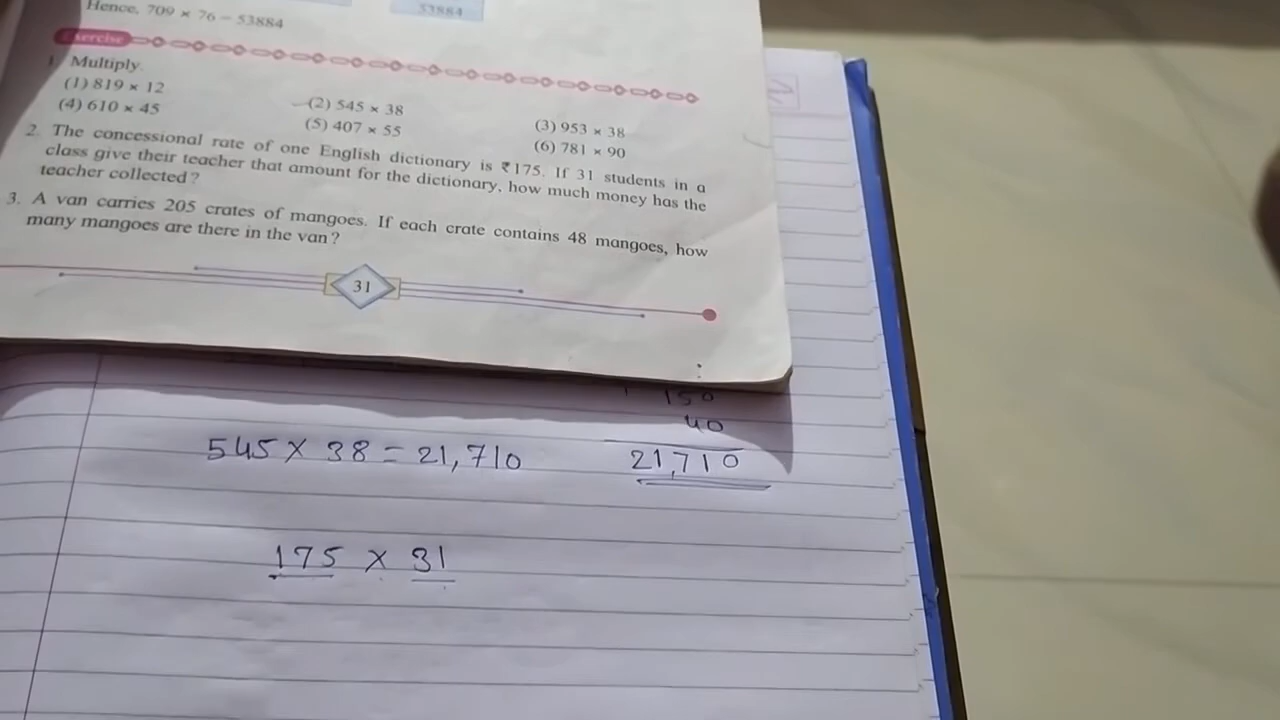 Hence, 709 × 76 = 53884
53884
Exercise
1. Multiply.
(1) 819 × 12
(2) 545 × 38
(3) 953 × 38
(4) 610 × 45
(5) 407 × 55
(6) 781 × 90
2. The concessional rate of one English dictionary is ₹175. If 31 students in a
class give their teacher that amount for the dictionary, how much money has the
teacher collected?
3. A van carries 205 crates of mangoes. If each crate contains 48 mangoes, how
many mangoes are there in the van?
31
150
40
545 × 38 = 21,710
21,710
175 × 31